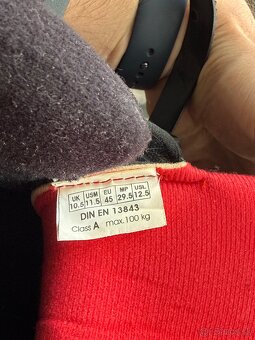 UK USM EU MP USL
10.5 11.5 45 29.5 12.5
DIN EN 13843
Class A max.100 kg